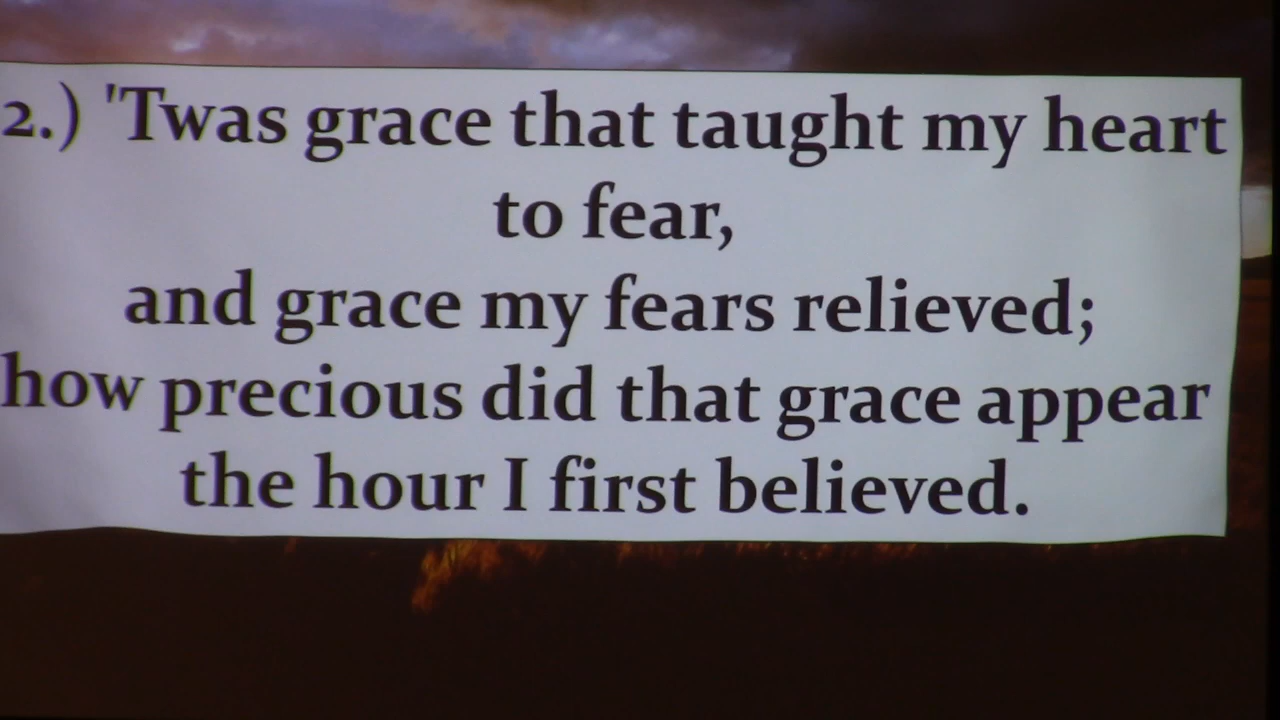 2.) 'Twas grace that taught my heart
to fear,
and grace my fears relieved;
how precious did that grace appear
the hour I first believed.